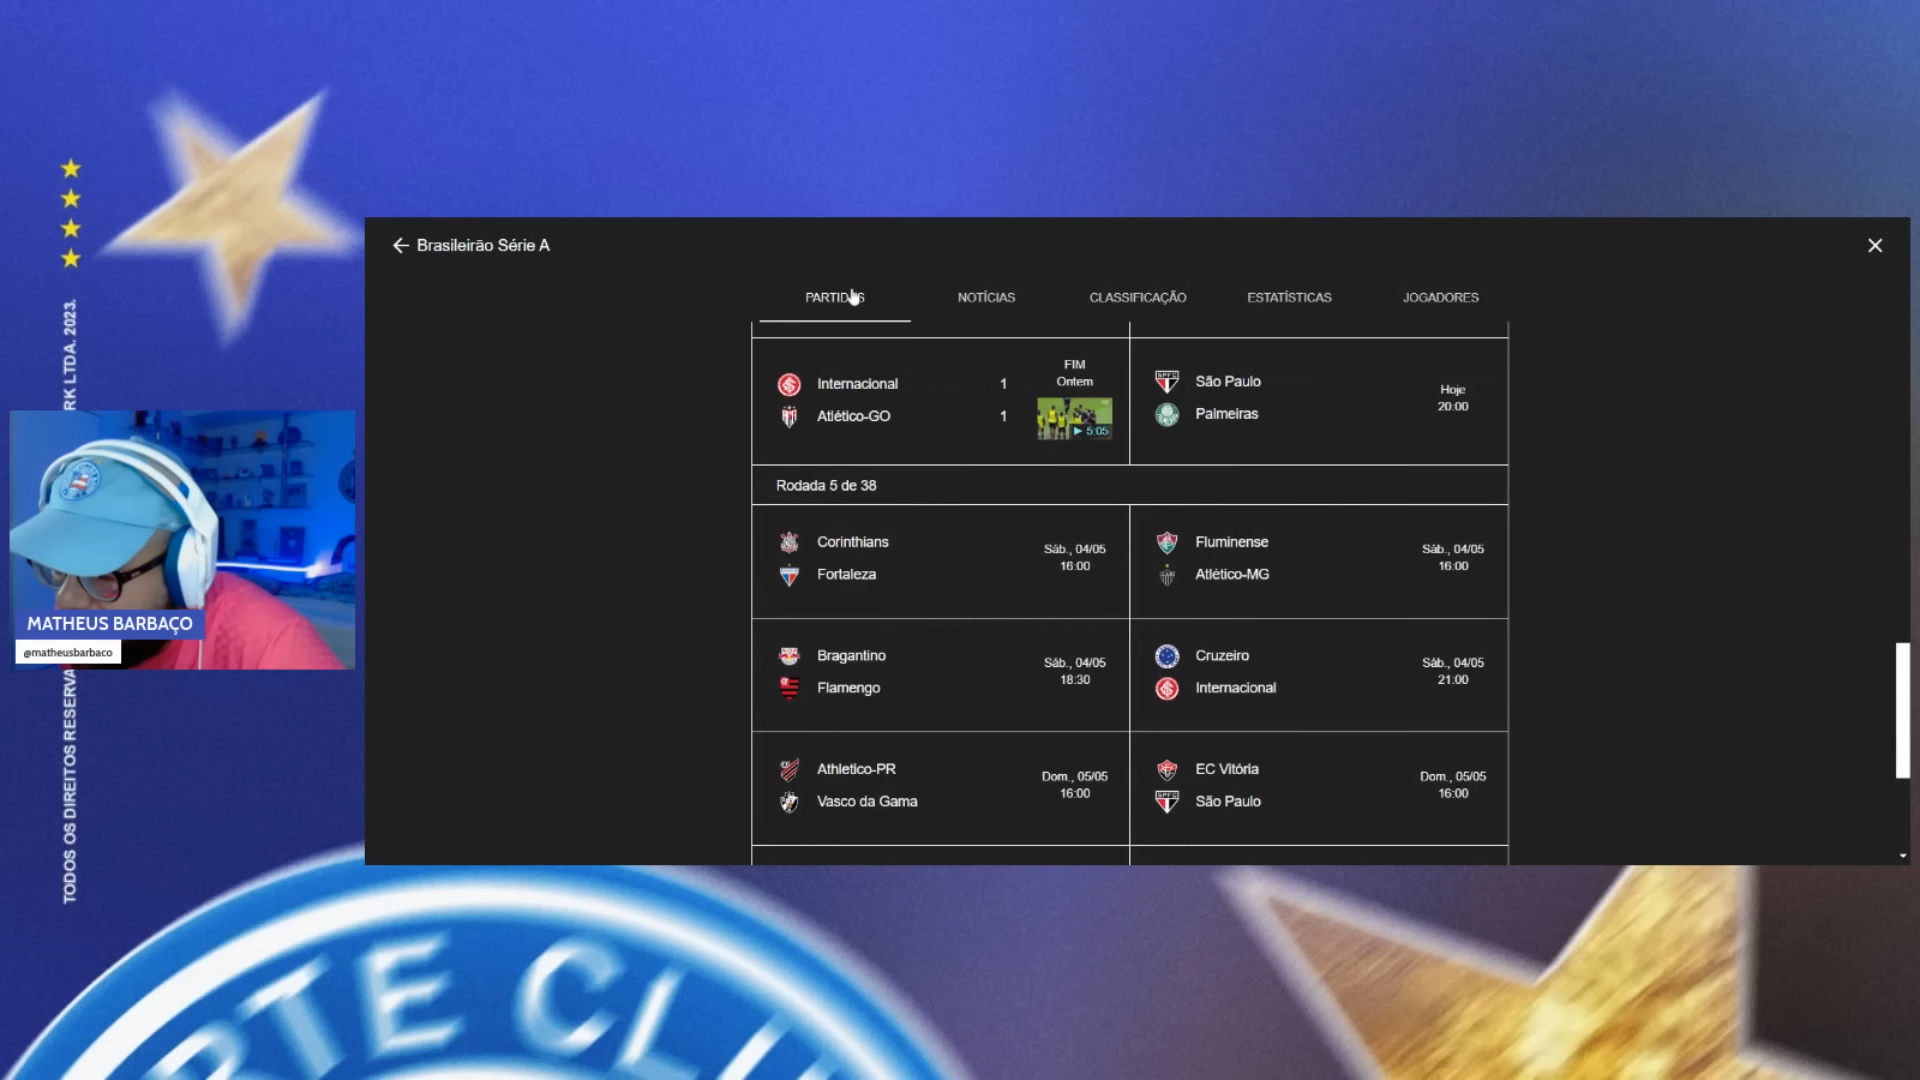 Brasileirão Série A
PARTIDAS
NOTÍCIAS
CLASSIFICAÇÃO
ESTATÍSTICAS
JOGADORES
Internacional 1
Atlético-GO 1
FIM
Ontem
5:05
São Paulo
Palmeiras
Hoje
20:00
Rodada 5 de 38
Corinthians
Fortaleza
Sáb., 04/05
16:00
Fluminense
Atlético-MG
Sáb., 04/05
16:00
Bragantino
Flamengo
Sáb., 04/05
18:30
Cruzeiro
Internacional
Sáb., 04/05
21:00
Athletico-PR
Vasco da Gama
Dom., 05/05
16:00
EC Vitória
São Paulo
Dom., 05/05
16:00
MATHEUS BARBAÇO
@matheusbarbaco
TODOS OS DIREITOS RESERVA
RK LTDA. 2023.
RTE CLU